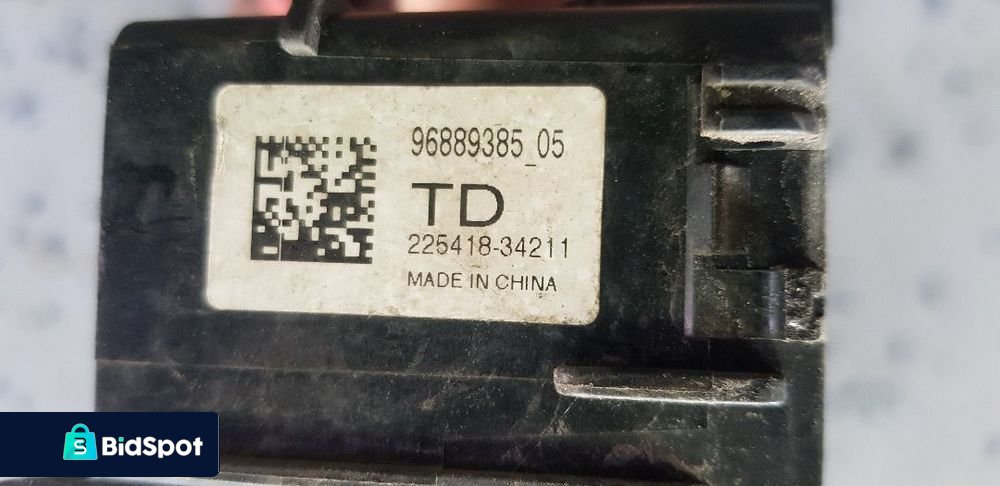 96889385_05
TD
225418-34211
MADE IN CHINA
S
BidSpot